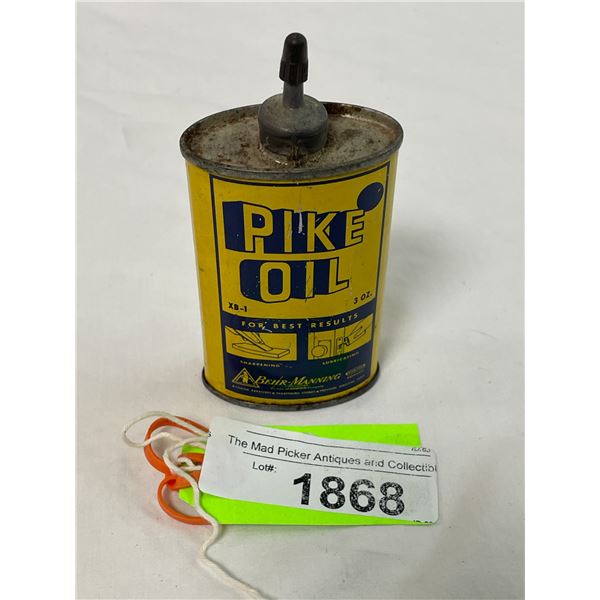 PIKE
OIL
XB-1 3 OZ.
FOR BEST RESULTS
SHARPENING LUBRICATING
BEHR-MANNING
The Mad Picker Antiques and Collectibl
Lot#:
1868